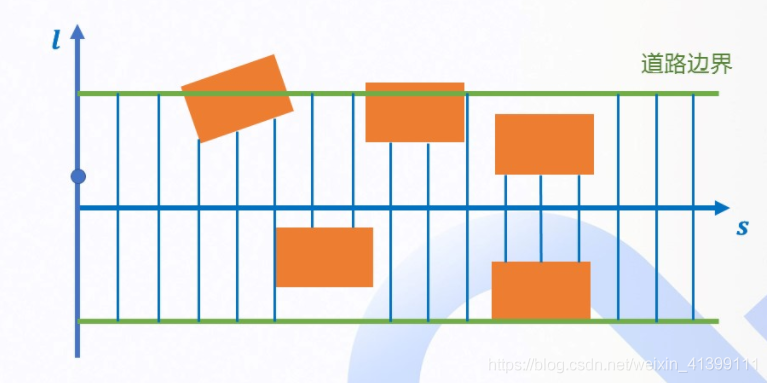 l
道路边界
s
https://blog.csdn.net/weixin_41399111